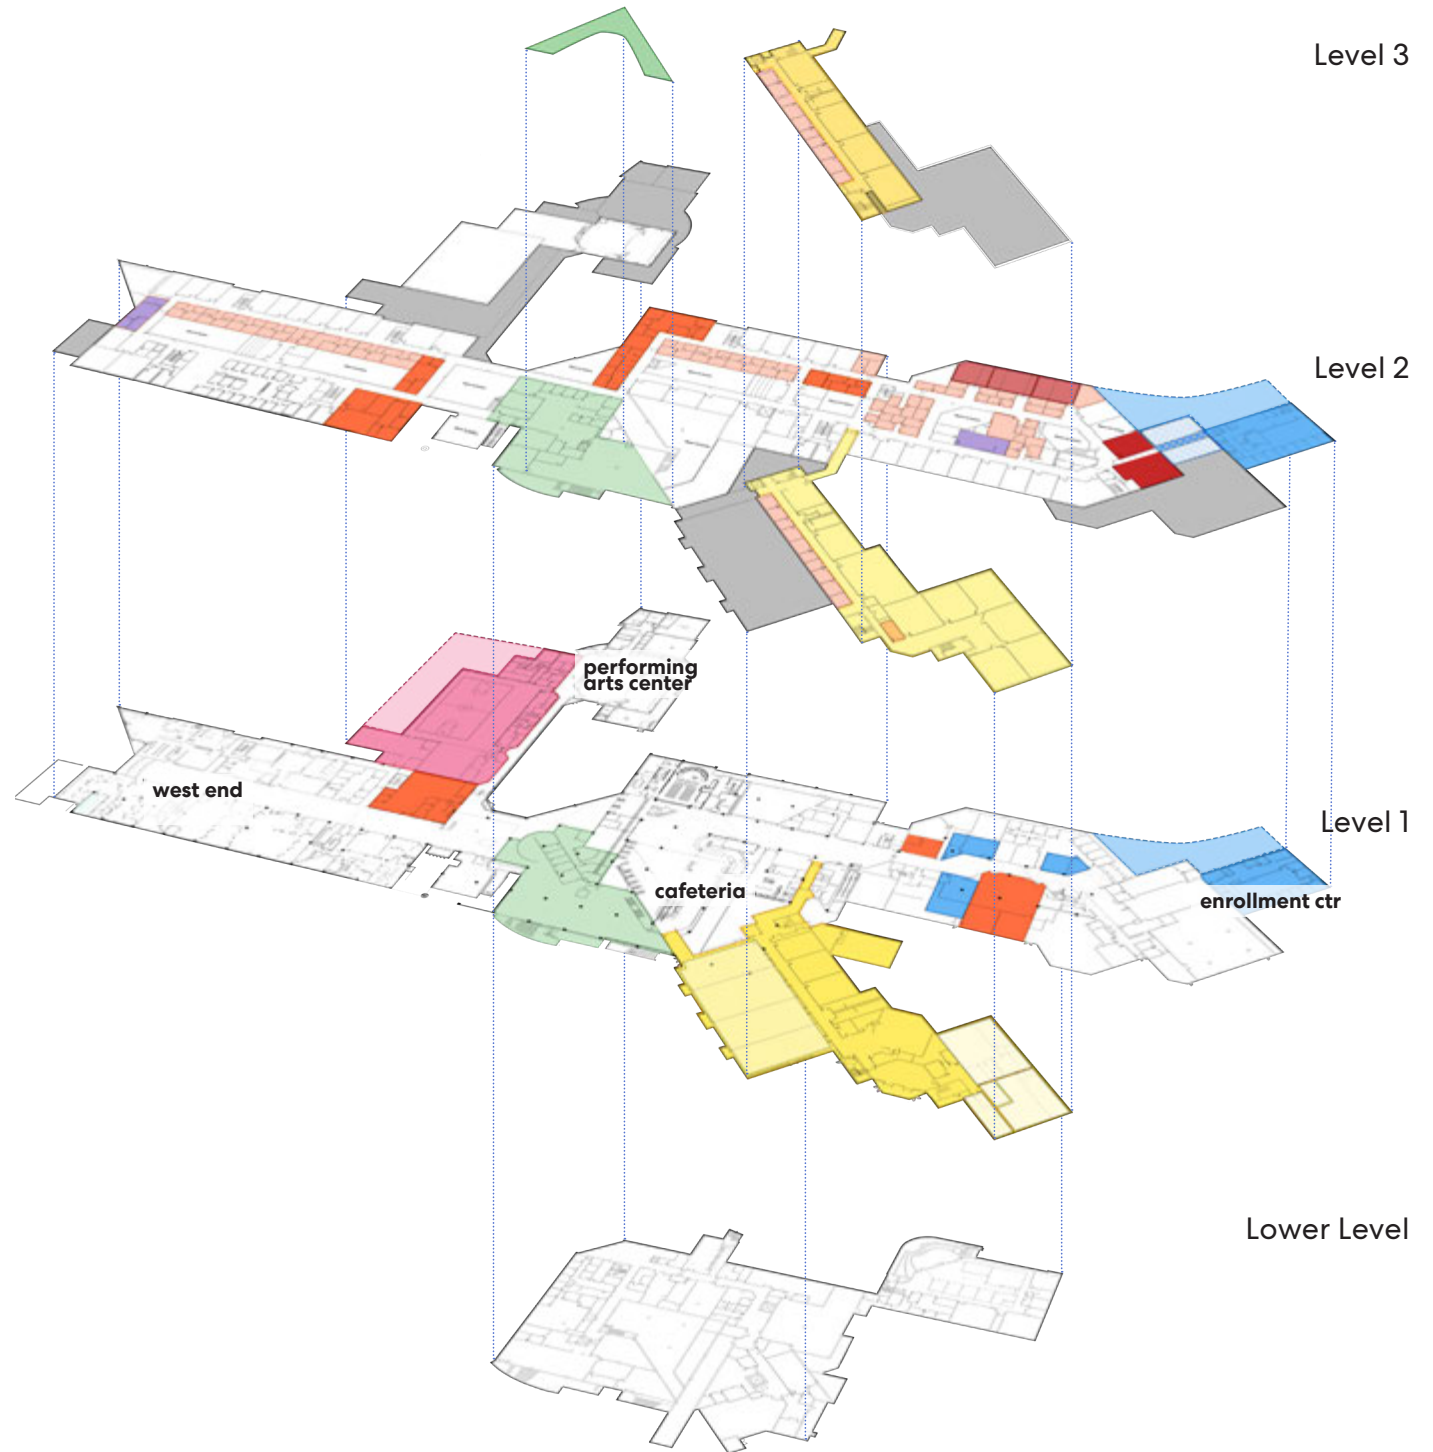 Level 3
Level 2
performing
arts center
west end
Level 1
cafeteria
enrollment ctr
Lower Level